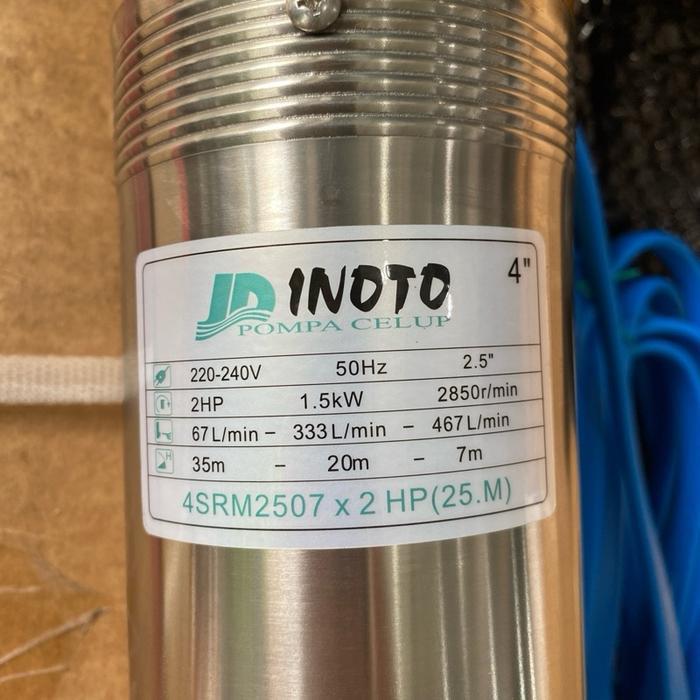 JD INOTO 4"
POMPA CELUP
220-240V 50Hz 2.5"
2HP 1.5kW 2850r/min
67L/min – 333L/min – 467L/min
H 35m – 20m – 7m
4SRM2507 x 2 HP(25.M)